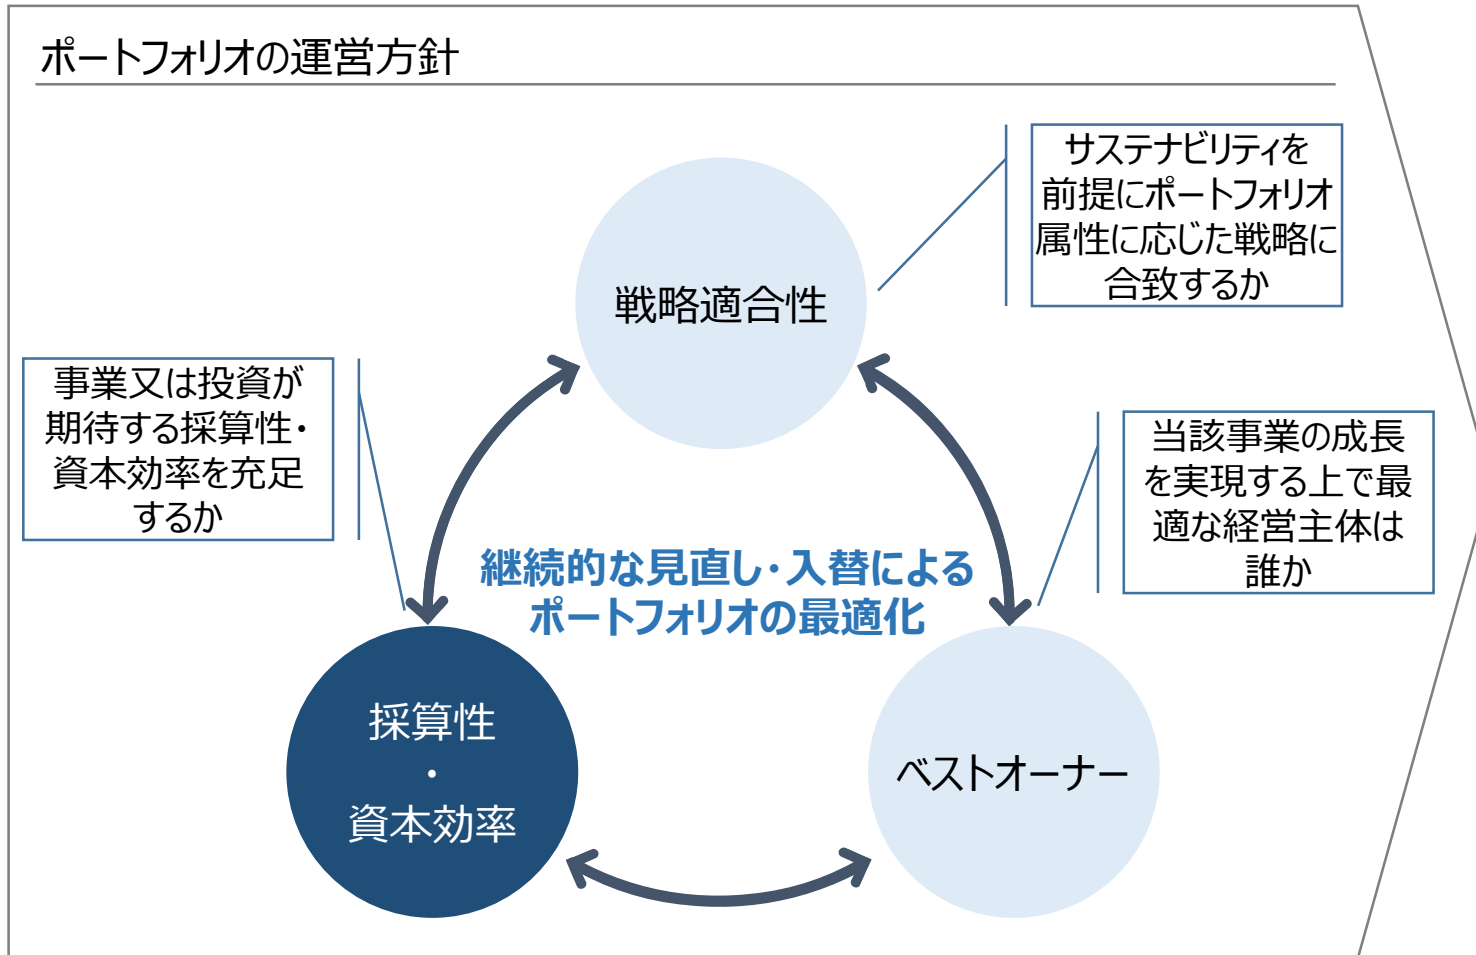 ポートフォリオの運営方針
サステナビリティを
前提にポートフォリオ
属性に応じた戦略に
合致するか
戦略適合性
事業又は投資が
期待する採算性・
資本効率を充足
するか
当該事業の成長
を実現する上で最
適な経営主体は
誰か
継続的な見直し・入替による
ポートフォリオの最適化
採算性
・
資本効率
ベストオーナー